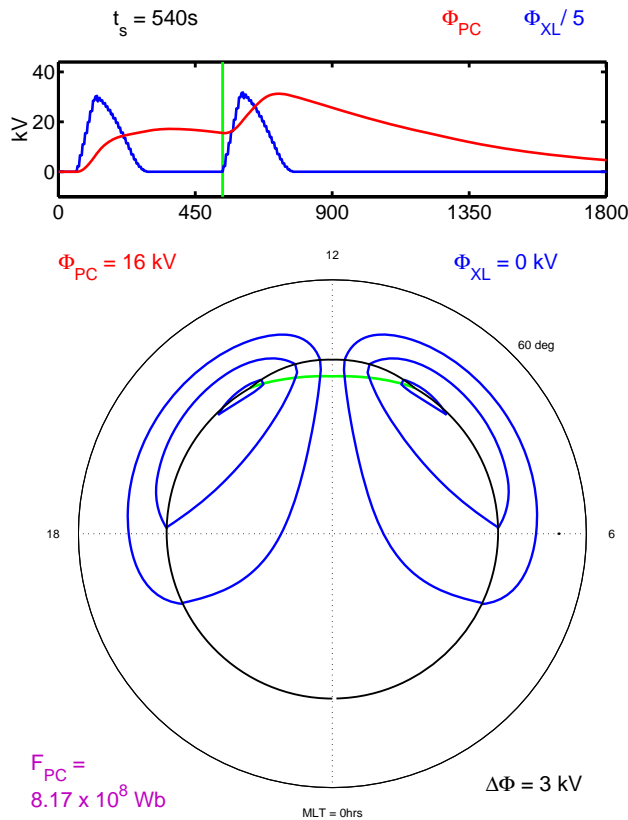 t_s = 540s Φ_PC Φ_XL/ 5
40
20
0
kV
0 450 900 1350 1800
Φ_PC = 16 kV Φ_XL = 0 kV
12
60 deg
18 6
F_PC =
8.17 x 10^8 Wb
ΔΦ = 3 kV
MLT = 0hrs